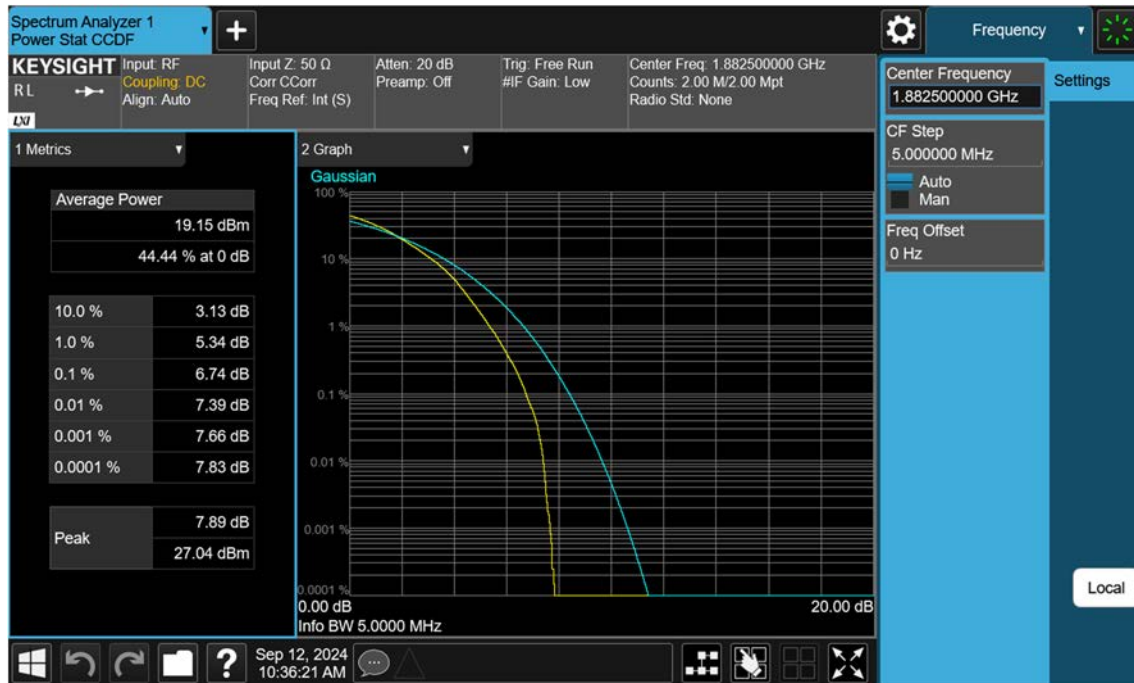 Spectrum Analyzer 1
Power Stat CCDF
Frequency
KEYSIGHT
R L
LXI
Input: RF
Coupling: DC
Align: Auto
Input Z: 50 Ω
Corr CCorr
Freq Ref: Int (S)
Atten: 20 dB
Preamp: Off
Trig: Free Run
#IF Gain: Low
Center Freq: 1.882500000 GHz
Counts: 2.00 M/2.00 Mpt
Radio Std: None
Center Frequency
1.882500000 GHz
Settings
CF Step
5.000000 MHz
Auto
Man
Freq Offset
0 Hz
Local
1 Metrics
Average Power
19.15 dBm
44.44 % at 0 dB
10.0 % 3.13 dB
1.0 % 5.34 dB
0.1 % 6.74 dB
0.01 % 7.39 dB
0.001 % 7.66 dB
0.0001 % 7.83 dB
Peak 7.89 dB
27.04 dBm
2 Graph
Gaussian
100 %
10 %
1 %
0.1 %
0.01 %
0.001 %
0.0001 %
0.00 dB 20.00 dB
Info BW 5.0000 MHz
?
Sep 12, 2024
10:36:21 AM